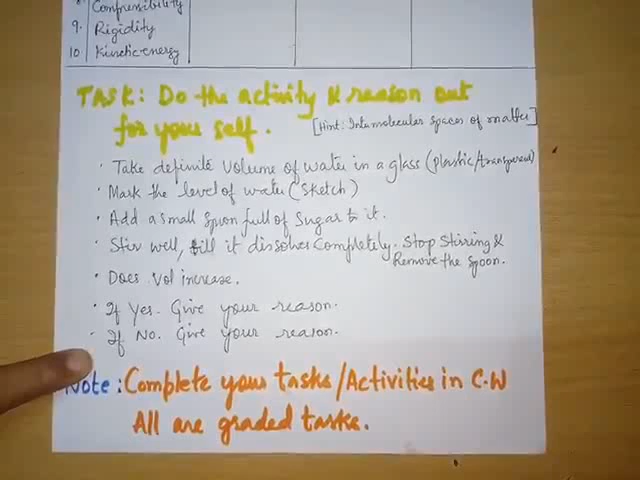 8. Compressibility
9. Rigidity
10 Kinetic energy
TASK: Do the activity & reason out
for your self. [Hint: Intermolecular spaces of matter]
· Take definite volume of water in a glass (plastic/transparent)
· Mark the level of water (Sketch)
· Add a small spoon full of Sugar to it.
· Stir well, till it dissolves completely. Stop Stirring &
Remove the spoon.
· Does vol increase.
· If Yes. Give your reason.
· If No. Give your reason.
Note: Complete your tasks/Activities in C.W
All are graded tasks.